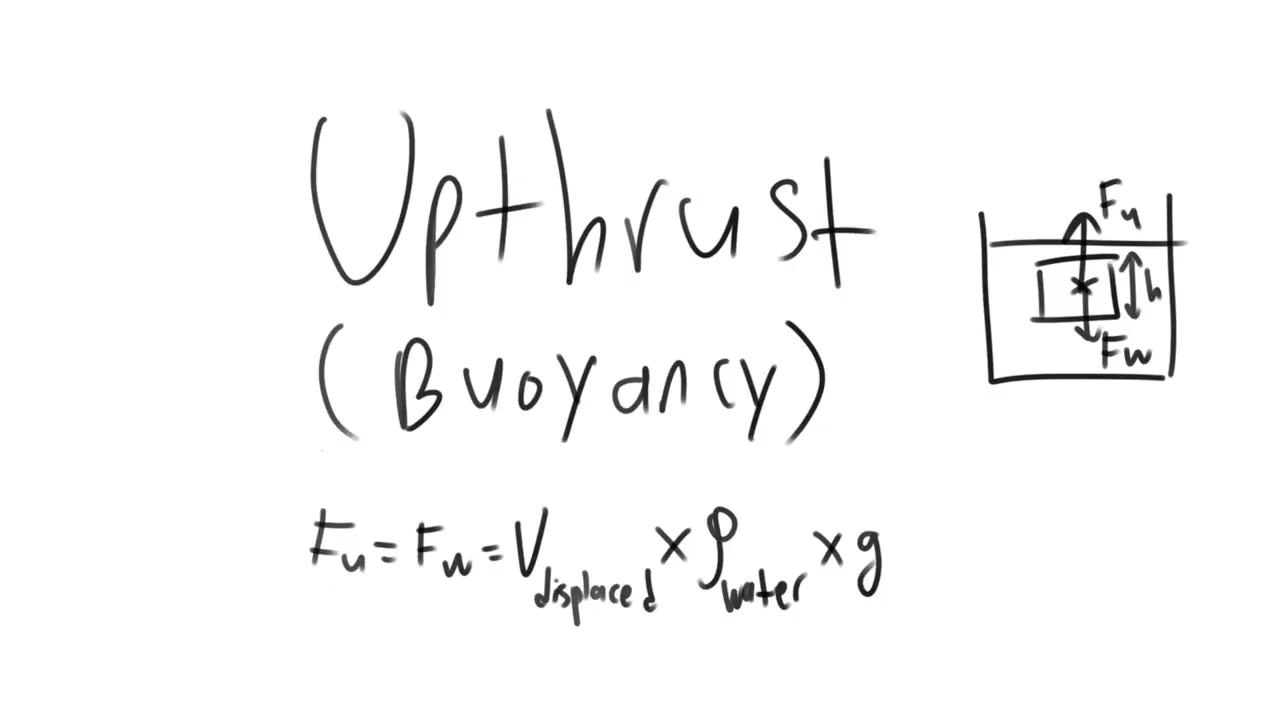 Upthrust
(Buoyancy)
Fu = Fw = Vdisplaced × ρwater × g
Fu
h
Fw